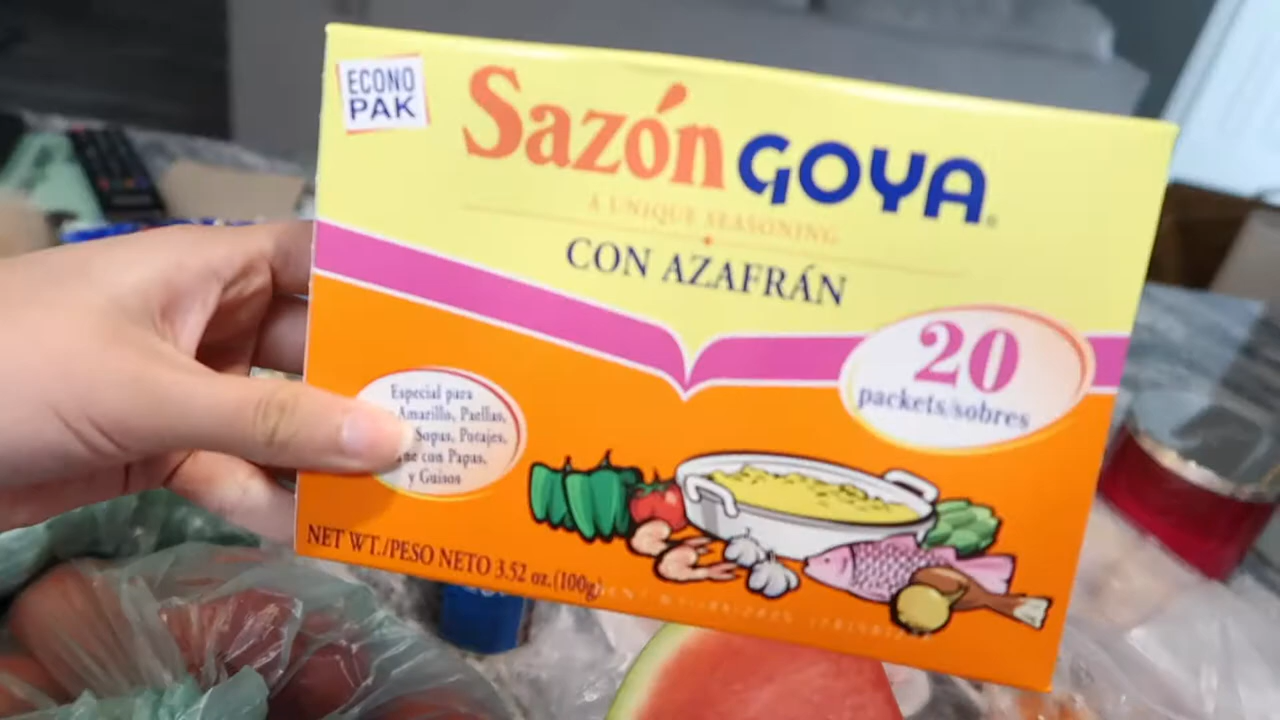 ECONO
PAK
Sazón GOYA
A UNIQUE SEASONING
CON AZAFRÁN
20
packets/sobres
Especial para
Amarillo, Paellas,
Sopas, Potajes,
con Papas,
y Guisos
NET WT./PESO NETO 3.52 oz.(100g)